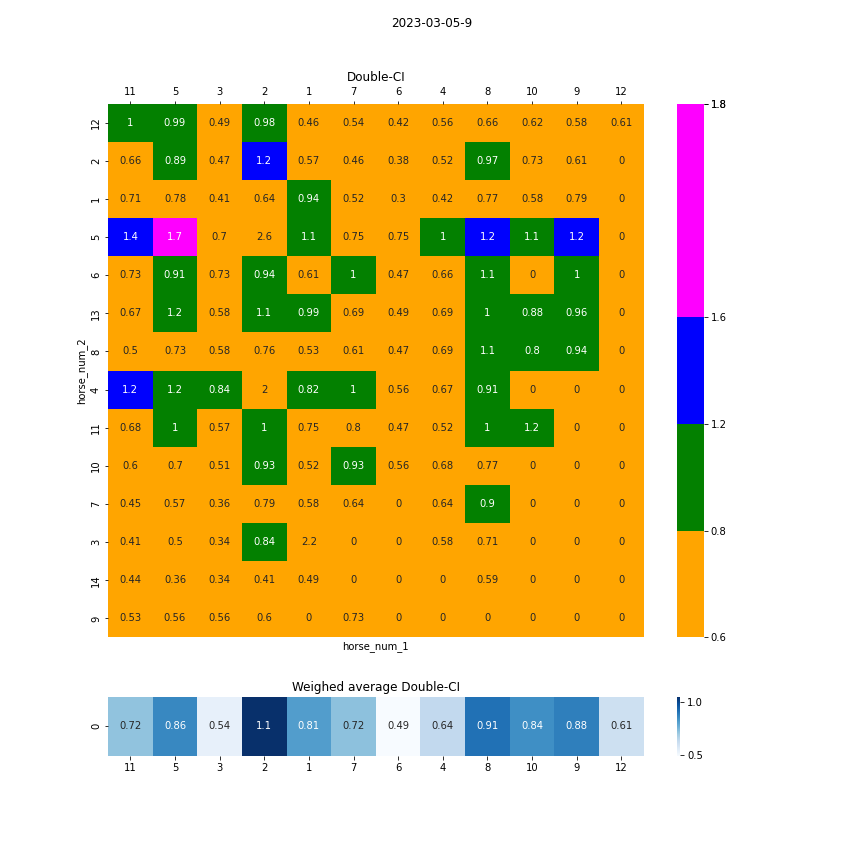 2023-03-05-9
Double-CI
11 5 3 2 1 7 6 4 8 10 9 12
12 1 0.99 0.49 0.98 0.46 0.54 0.42 0.56 0.66 0.62 0.58 0.61
2 0.66 0.89 0.47 1.2 0.57 0.46 0.38 0.52 0.97 0.73 0.61 0
1 0.71 0.78 0.41 0.64 0.94 0.52 0.3 0.42 0.77 0.58 0.79 0
5 1.4 1.7 0.7 2.6 1.1 0.75 0.75 1 1.2 1.1 1.2 0
6 0.73 0.91 0.73 0.94 0.61 1 0.47 0.66 1.1 0 1 0
13 0.67 1.2 0.58 1.1 0.99 0.69 0.49 0.69 1 0.88 0.96 0
8 0.5 0.73 0.58 0.76 0.53 0.61 0.47 0.69 1.1 0.8 0.94 0
4 1.2 1.2 0.84 2 0.82 1 0.56 0.67 0.91 0 0 0
11 0.68 1 0.57 1 0.75 0.8 0.47 0.52 1 1.2 0 0
10 0.6 0.7 0.51 0.93 0.52 0.93 0.56 0.68 0.77 0 0 0
7 0.45 0.57 0.36 0.79 0.58 0.64 0 0.64 0.9 0 0 0
3 0.41 0.5 0.34 0.84 2.2 0 0 0.58 0.71 0 0 0
14 0.44 0.36 0.34 0.41 0.49 0 0 0 0.59 0 0 0
9 0.53 0.56 0.56 0.6 0 0.73 0 0 0 0 0 0
horse_num_2
horse_num_1
1.8
1.6
1.2
0.8
0.6
Weighed average Double-CI
0 0.72 0.86 0.54 1.1 0.81 0.72 0.49 0.64 0.91 0.84 0.88 0.61
11 5 3 2 1 7 6 4 8 10 9 12
1.0
0.5